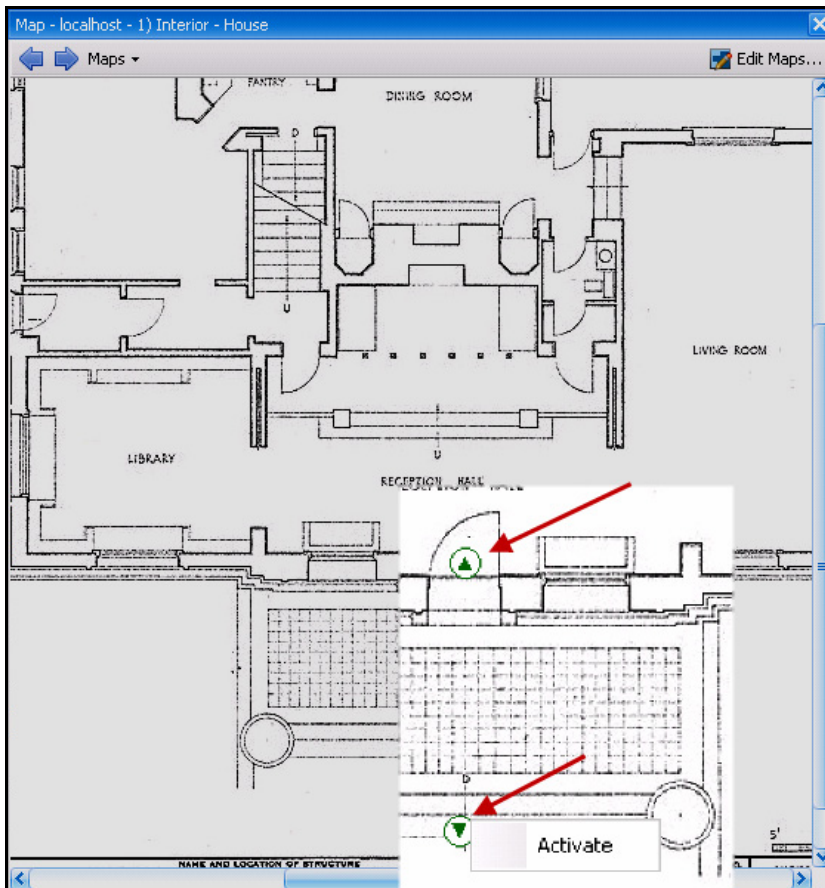 Map - localhost - 1) Interior - House
Maps
Edit Maps...
PANTRY
DINING ROOM
D
U
LIVING ROOM
LIBRARY
U
RECEPTION HALL
D
Activate
5'
NAME AND LOCATION OF STRUCTURE